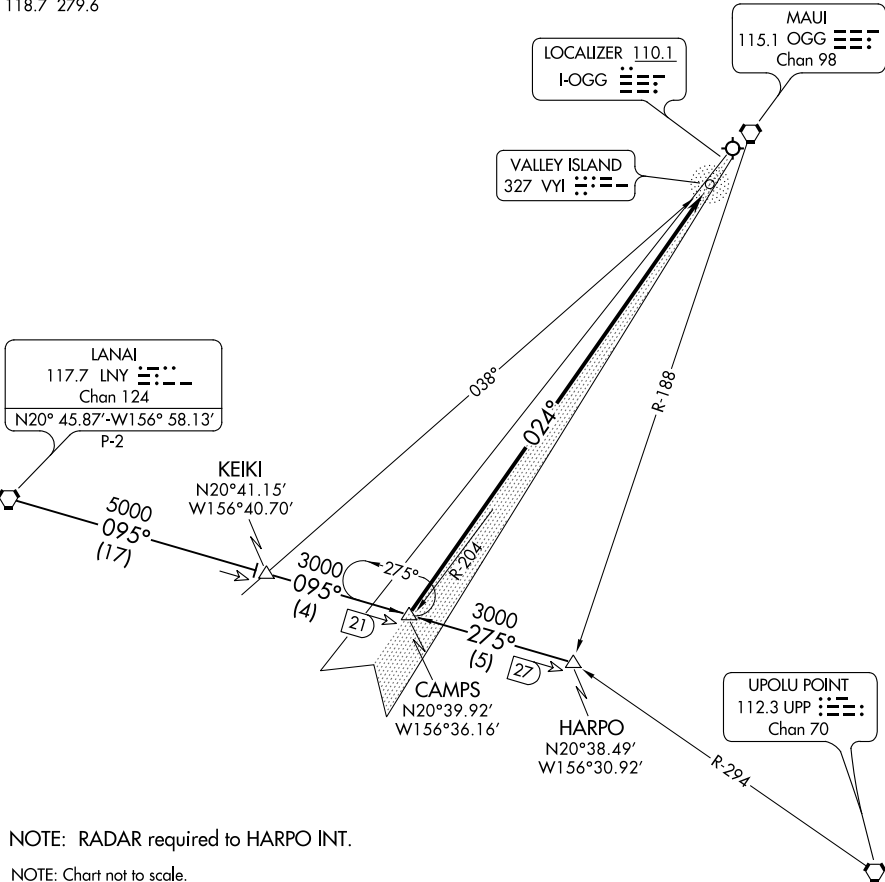 118.7 279.6
MAUI
115.1 OGG
Chan 98
LOCALIZER 110.1
I-OGG
VALLEY ISLAND
327 VYI
LANAI
117.7 LNY
Chan 124
N20° 45.87'-W156° 58.13'
P-2
038°
R-188
024°
KEIKI
N20°41.15'
W156°40.70'
5000
095°
(17)
3000
095°
(4)
275°
R-204
21
3000
275°
(5)
27
CAMPS
N20°39.92'
W156°36.16'
HARPO
N20°38.49'
W156°30.92'
UPOLU POINT
112.3 UPP
Chan 70
R-294
NOTE: RADAR required to HARPO INT.
NOTE: Chart not to scale.